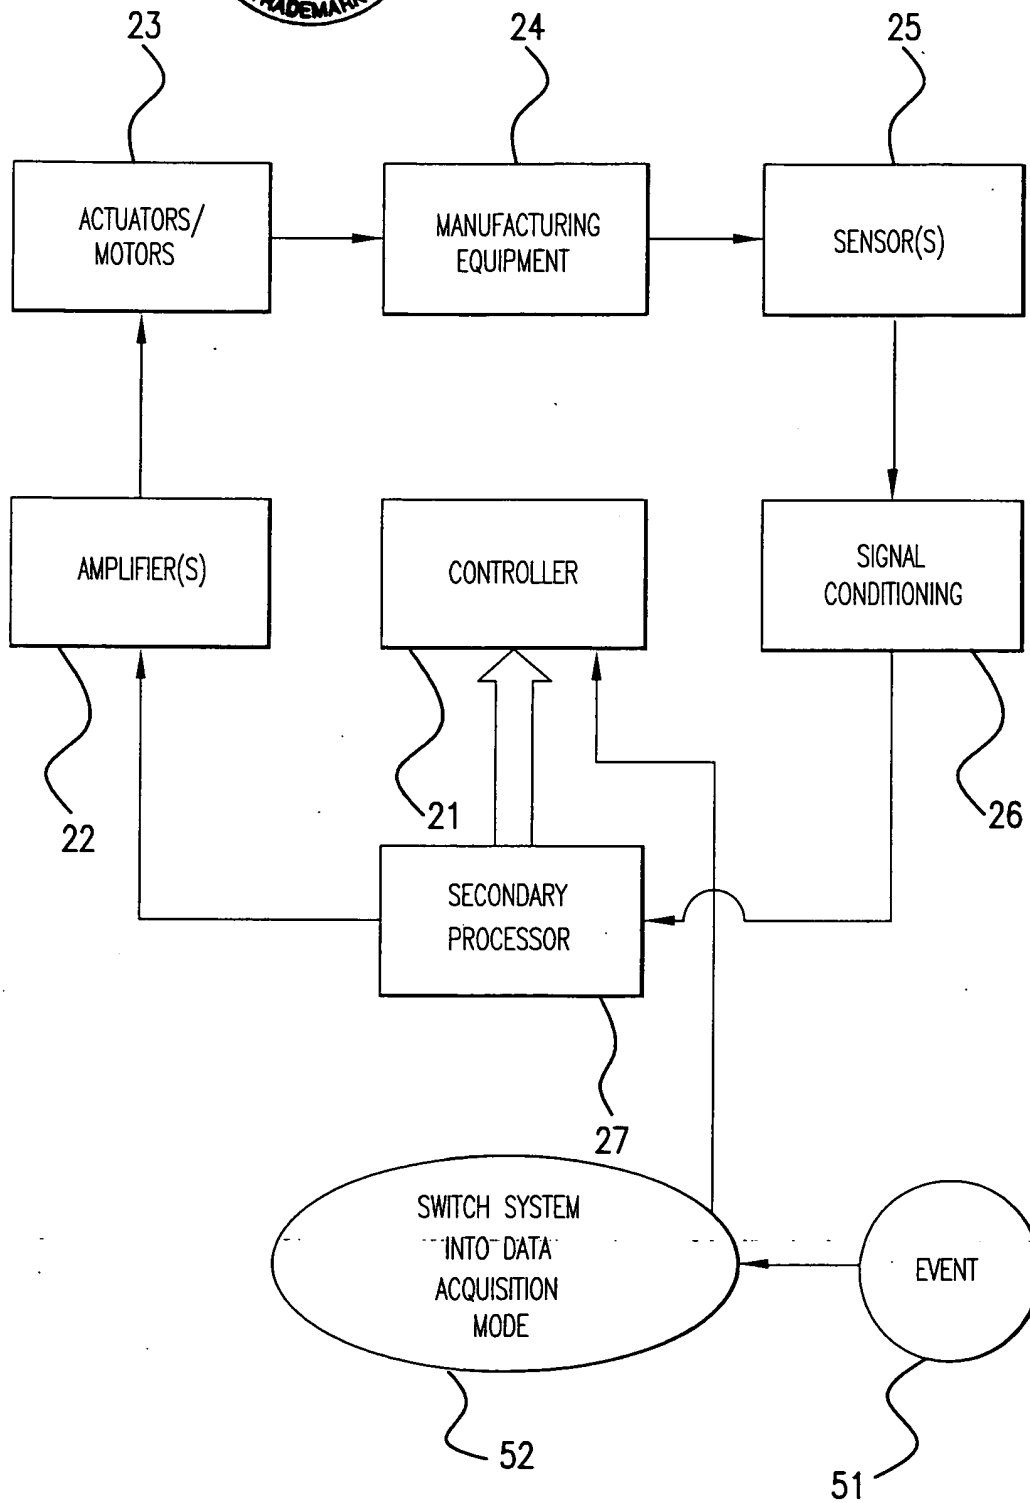 TRADEMARK
23
24
25
ACTUATORS/
MOTORS
MANUFACTURING
EQUIPMENT
SENSOR(S)
AMPLIFIER(S)
CONTROLLER
SIGNAL
CONDITIONING
22
21
26
SECONDARY
PROCESSOR
27
SWITCH SYSTEM
INTO DATA
ACQUISITION
MODE
EVENT
52
51